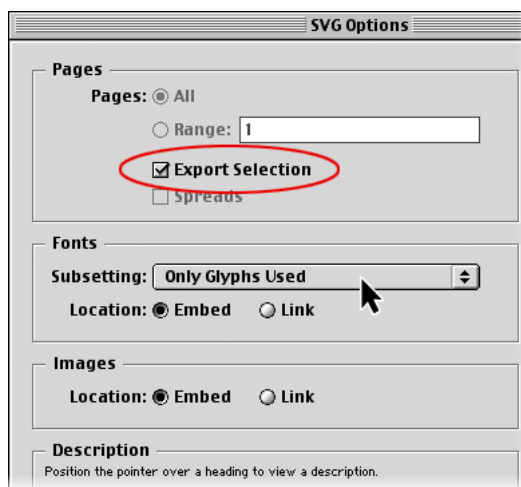 SVG Options
Pages
Pages: All
Range: 1
Export Selection
Spreads
Fonts
Subsetting: Only Glyphs Used
Location: Embed Link
Images
Location: Embed Link
Description
Position the pointer over a heading to view a description.